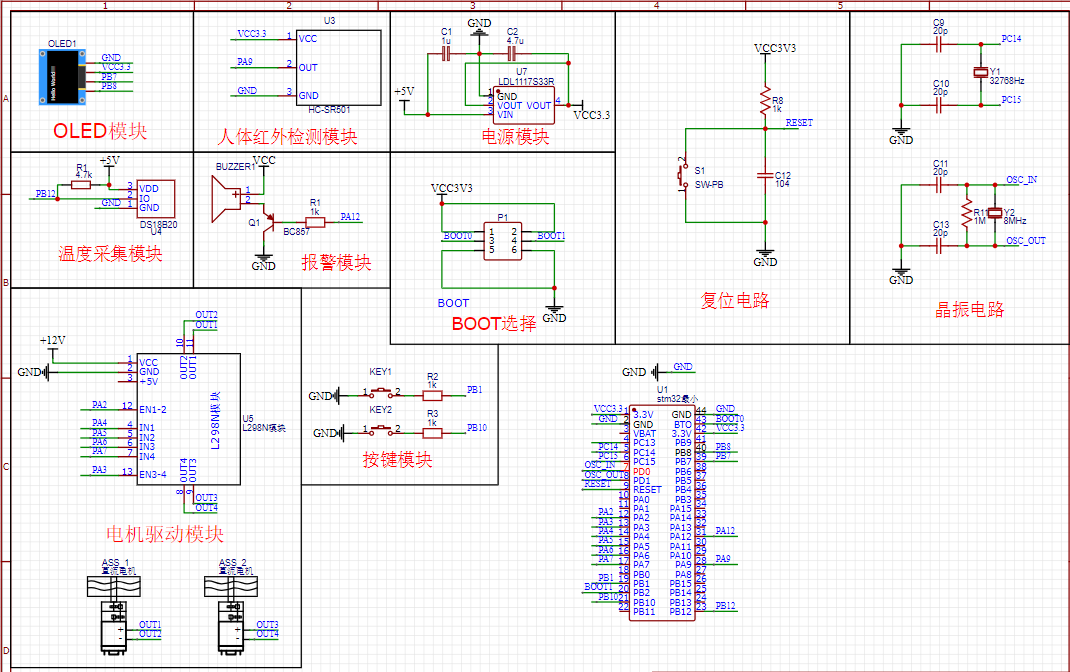 1
2
3
4
5
A
B
C
D
OLED1
Hello World!!!
GND
VCC3.3
PB7
PB8
OLED模块
U3
VCC3.3
1
VCC
PA9
2
OUT
GND
3
GND
HC-SR501
人体红外检测模块
GND
C1
1u
C2
4.7u
+5V
U7
LDL1117S33R
1
GND
2
VOUT
VOUT
4
3
VIN
VCC3.3
电源模块
VCC3V3
R8
1k
RESET
2
S1
SW-PB
1
C12
104
GND
复位电路
C9
20p
PC14
Y1
32768Hz
C10
20p
PC15
GND
C11
20p
OSC_IN
R11
1M
Y2
8MHz
C13
20p
OSC_OUT
GND
晶振电路
R1
4.7k
+5V
PB12
3
VDD
2
IO
GND
1
GND
DS18B20
U4
温度采集模块
BUZZER1
VCC
+
1
2
Q1
BC857
R1
1k
PA12
GND
报警模块
VCC3V3
P1
1
2
BOOT0
3
4
BOOT1
5
6
BOOT
GND
BOOT选择
OUT2
OUT1
+12V
10
11
GND
1
VCC
2
GND
3
+5V
OUT2
OUT1
PA2
12
EN1-2
PA4
4
IN1
PA5
5
IN2
PA6
6
IN3
PA7
7
IN4
PA3
13
EN3-4
L298N模块
U5
L298N模块
OUT4
OUT3
8
9
OUT3
OUT4
电机驱动模块
KEY1
GND
1
2
R2
1k
PB1
KEY2
GND
1
2
R3
1k
PB10
按键模块
ASS_1
直流电机
+
-
OUT1
OUT2
ASS_2
直流电机
+
-
OUT3
OUT4
GND
GND
U1
stm32最小
VCC3.3
1
3.3V
GND
44
GND
GND
2
GND
BTO
43
BOOT0
3
VBAT
3.3V
42
VCC3.3
4
PC13
PB9
41
PC14
5
PC14
PB8
40
PB8
PC15
6
PC15
PB7
39
PB7
OSC_IN
7
PD0
PB6
38
OSC_OUT
8
PD1
PB5
37
RESET
9
RESET
PB4
36
10
PA0
PB3
35
11
PA1
PA15
34
PA2
12
PA2
PA14
33
PA3
13
PA3
PA13
32
PA4
14
PA4
PA12
31
PA12
PA5
15
PA5
PA11
30
PA6
16
PA6
PA10
29
PA7
17
PA7
PA9
28
PA9
18
PB0
PA8
27
PB1
19
PB1
PB15
26
BOOT1
20
PB2
PB14
25
PB10
21
PB10
PB13
24
22
PB11
PB12
23
PB12